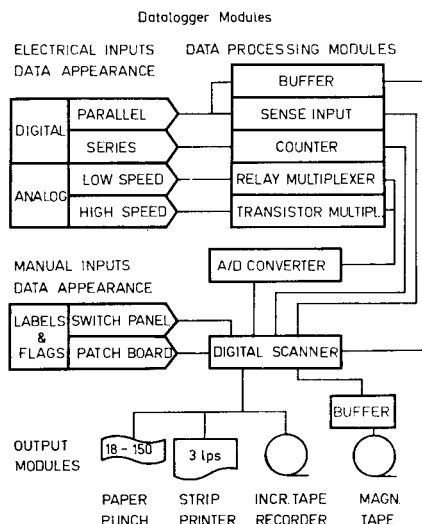 Datalogger Modules
ELECTRICAL INPUTS DATA PROCESSING MODULES
DATA APPEARANCE
BUFFER
DIGITAL PARALLEL SENSE INPUT
SERIES COUNTER
ANALOG LOW SPEED RELAY MULTIPLEXER
HIGH SPEED TRANSISTOR MULTIPL.
A/D CONVERTER
MANUAL INPUTS
DATA APPEARANCE
LABELS & FLAGS SWITCH PANEL
PATCH BOARD DIGITAL SCANNER
BUFFER
OUTPUT MODULES 18 - 150 3 lps
PAPER PUNCH STRIP PRINTER INCR. TAPE RECORDER MAGN. TAPE